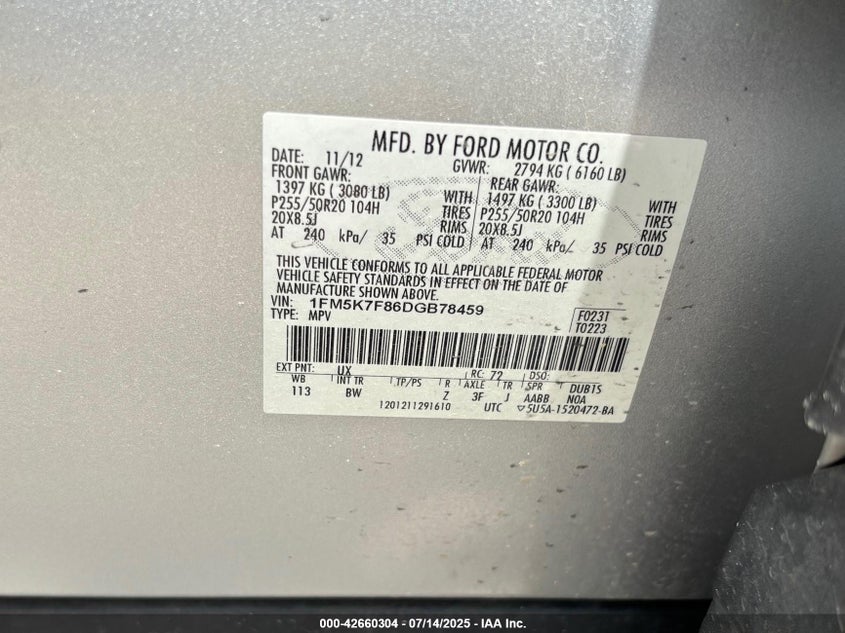 MFD. BY FORD MOTOR CO.
DATE: 11/12 GVWR: 2794 KG ( 6160 LB)
FRONT GAWR: REAR GAWR:
1397 KG ( 3080 LB) WITH 1497 KG ( 3300 LB) WITH
P255/50R20 104H TIRES P255/50R20 104H TIRES
20X8.5J RIMS 20X8.5J RIMS
AT 240 kPa/ 35 PSI COLD AT 240 kPa/ 35 PSI COLD
THIS VEHICLE CONFORMS TO ALL APPLICABLE FEDERAL MOTOR
VEHICLE SAFETY STANDARDS IN EFFECT ON THE DATE OF
MANUFACTURE SHOWN ABOVE.
VIN: 1FM5K7F86DGB78459 F0231
TYPE: MPV T0223
EXT PNT: UX RC: 72 DSO:
WB INT TR TP/PS R AXLE TR SPR DUBTS
113 BW Z 3F J AABB NOA
1201211291610 UTC ▽5U5A-1520472-BA
000-42660304 - 07/14/2025 - IAA Inc.